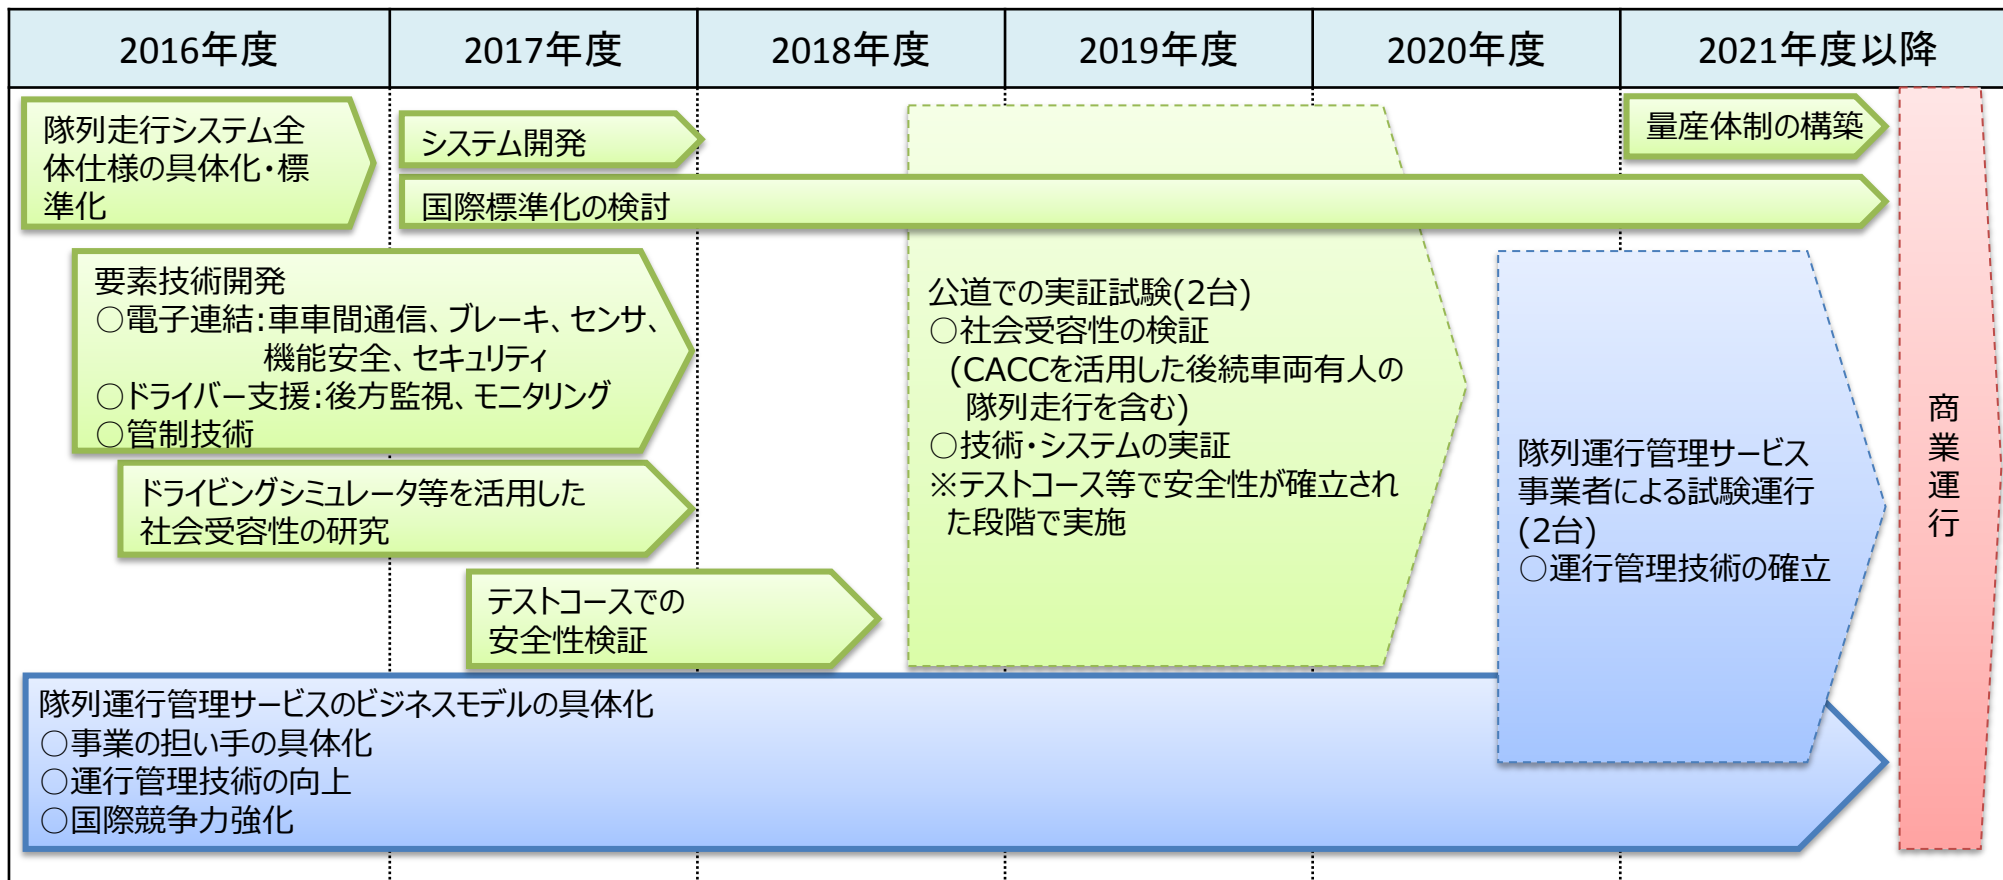 2016年度
2017年度
2018年度
2019年度
2020年度
2021年度以降
隊列走行システム全
体仕様の具体化・標
準化
システム開発
量産体制の構築
国際標準化の検討
要素技術開発
○電子連結:車車間通信、ブレーキ、センサ、
機能安全、セキュリティ
○ドライバー支援:後方監視、モニタリング
○管制技術
ドライビングシミュレータ等を活用した
社会受容性の研究
テストコースでの
安全性検証
公道での実証試験(2台)
○社会受容性の検証
(CACCを活用した後続車両有人の
隊列走行を含む)
○技術・システムの実証
※テストコース等で安全性が確立され
た段階で実施
隊列運行管理サービス
事業者による試験運行
(2台)
○運行管理技術の確立
商業運行
隊列運行管理サービスのビジネスモデルの具体化
○事業の担い手の具体化
○運行管理技術の向上
○国際競争力強化